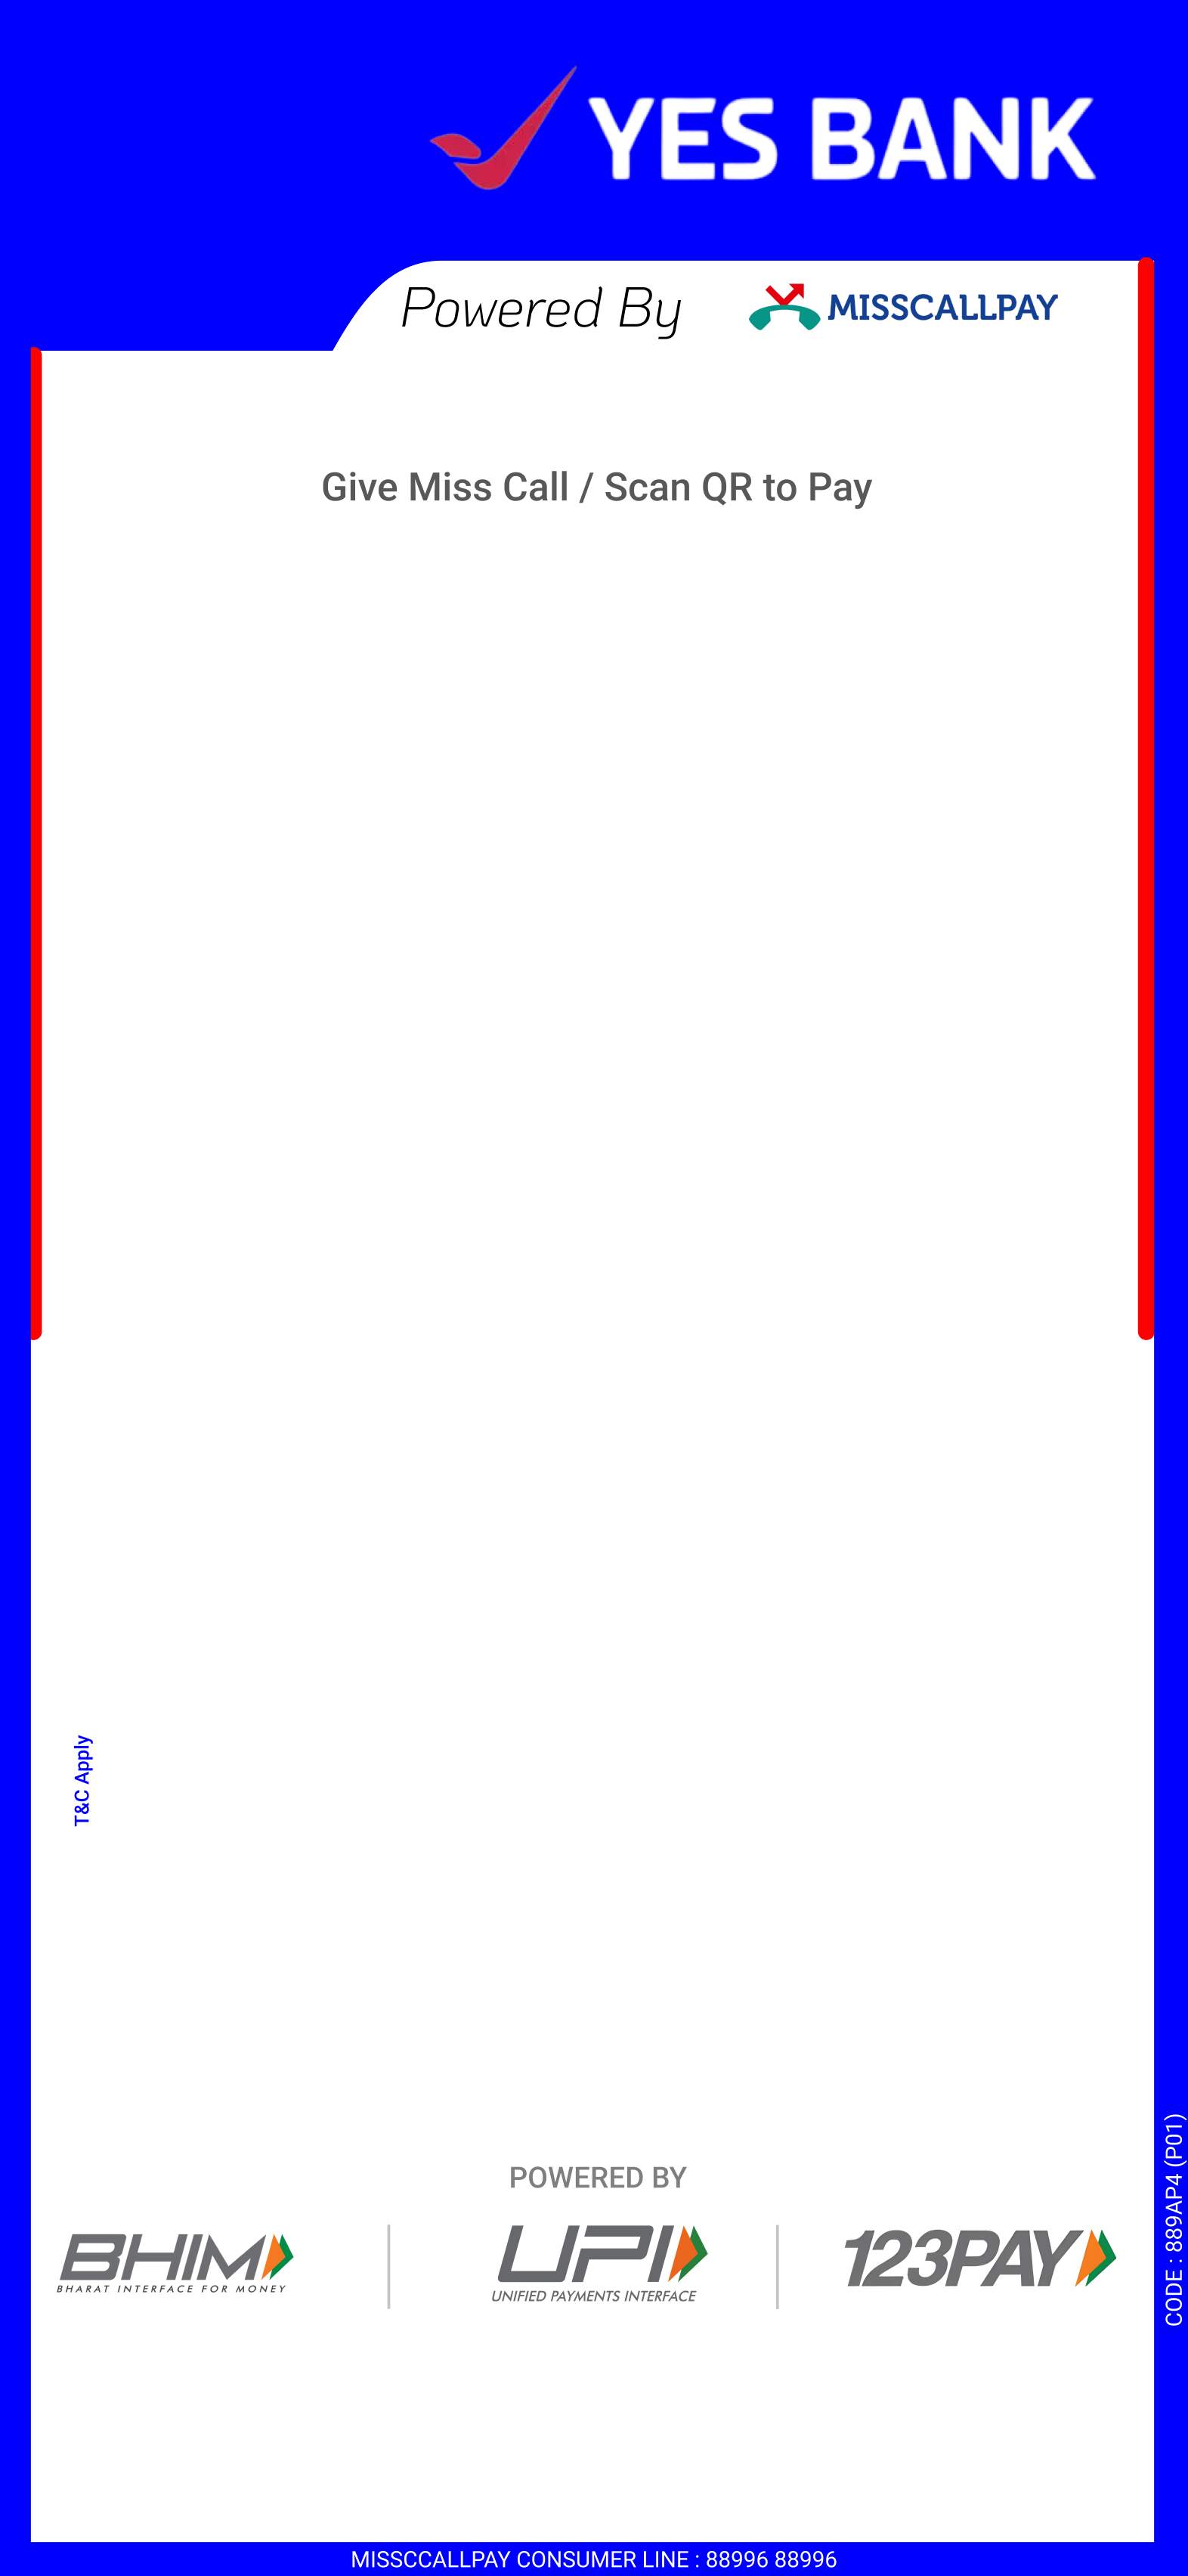 YES BANK
Powered By MISSCALLPAY
Give Miss Call / Scan QR to Pay
T&C Apply
CODE : 889AP4 (P01)
POWERED BY
BHIM UPI 123PAY
BHARAT INTERFACE FOR MONEY UNIFIED PAYMENTS INTERFACE
MISSCCALLPAY CONSUMER LINE : 88996 88996